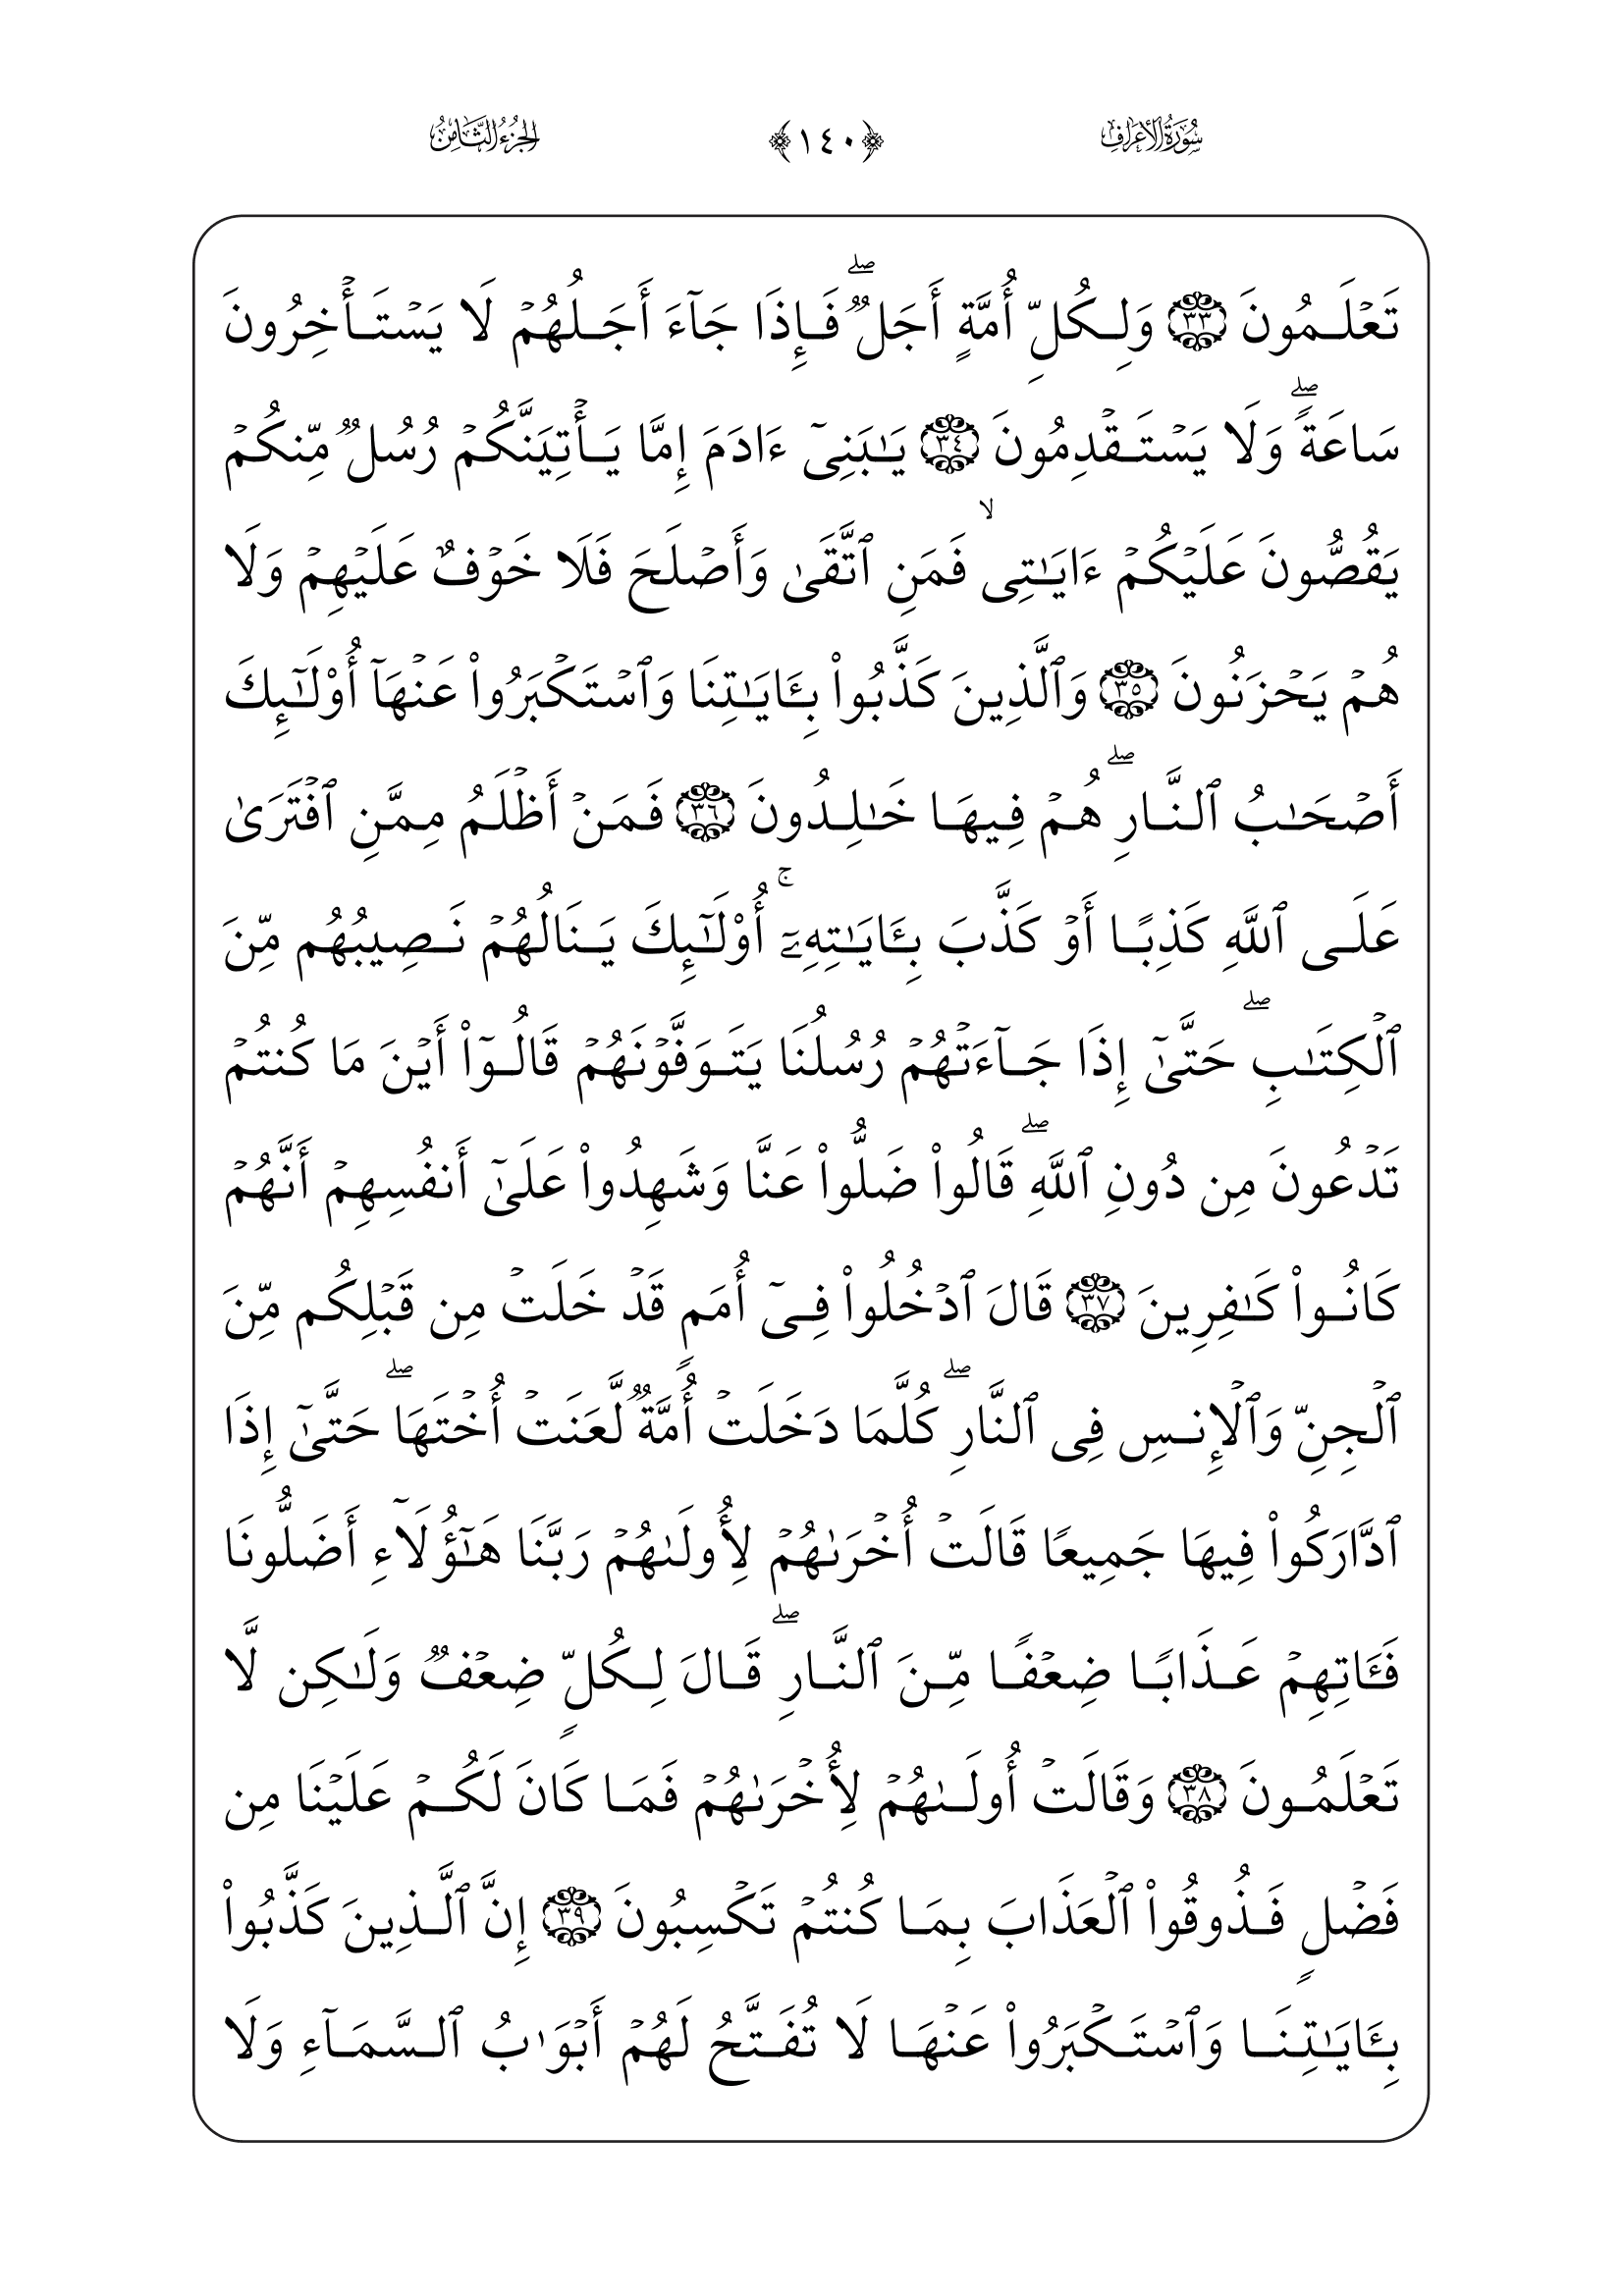 سُورَةُ الأَعْرَافِ ﴿١٤٠﴾ الجُزْءُ الثَّامِنُ
تَعۡلَمُونَ ٣٣ وَلِكُلِّ أُمَّةٍ أَجَلٞۖ فَإِذَا جَآءَ أَجَلُهُمۡ لَا يَسۡتَأۡخِرُونَ
سَاعَةٗۖ وَلَا يَسۡتَقۡدِمُونَ ٣٤ يَٰبَنِيٓ ءَادَمَ إِمَّا يَأۡتِيَنَّكُمۡ رُسُلٞ مِّنكُمۡ
يَقُصُّونَ عَلَيۡكُمۡ ءَايَٰتِي ۙ فَمَنِ ٱتَّقَىٰ وَأَصۡلَحَ فَلَا خَوۡفٌ عَلَيۡهِمۡ وَلَا
هُمۡ يَحۡزَنُونَ ٣٥ وَٱلَّذِينَ كَذَّبُواْ بِـَٔايَٰتِنَا وَٱسۡتَكۡبَرُواْ عَنۡهَآ أُوْلَٰٓئِكَ
أَصۡحَٰبُ ٱلنَّارِۖ هُمۡ فِيهَا خَٰلِدُونَ ٣٦ فَمَنۡ أَظۡلَمُ مِمَّنِ ٱفۡتَرَىٰ
عَلَى ٱللَّهِ كَذِبًا أَوۡ كَذَّبَ بِـَٔايَٰتِهِۦٓۚ أُوْلَٰٓئِكَ يَنَالُهُمۡ نَصِيبُهُم مِّنَ
ٱلۡكِتَٰبِۖ حَتَّىٰٓ إِذَا جَآءَتۡهُمۡ رُسُلُنَا يَتَوَفَّوۡنَهُمۡ قَالُوٓاْ أَيۡنَ مَا كُنتُمۡ
تَدۡعُونَ مِن دُونِ ٱللَّهِۖ قَالُواْ ضَلُّواْ عَنَّا وَشَهِدُواْ عَلَىٰٓ أَنفُسِهِمۡ أَنَّهُمۡ
كَانُواْ كَٰفِرِينَ ٣٧ قَالَ ٱدۡخُلُواْ فِيٓ أُمَمٖ قَدۡ خَلَتۡ مِن قَبۡلِكُم مِّنَ
ٱلۡجِنِّ وَٱلۡإِنسِ فِي ٱلنَّارِۖ كُلَّمَا دَخَلَتۡ أُمَّةٞ لَّعَنَتۡ أُخۡتَهَاۖ حَتَّىٰٓ إِذَا
ٱدَّارَكُواْ فِيهَا جَمِيعٗا قَالَتۡ أُخۡرَىٰهُمۡ لِأُولَىٰهُمۡ رَبَّنَا هَٰٓؤُلَآءِ أَضَلُّونَا
فَـَٔاتِهِمۡ عَذَابٗا ضِعۡفٗا مِّنَ ٱلنَّارِۖ قَالَ لِكُلّٖ ضِعۡفٞ وَلَٰكِن لَّا
تَعۡلَمُونَ ٣٨ وَقَالَتۡ أُولَىٰهُمۡ لِأُخۡرَىٰهُمۡ فَمَا كَانَ لَكُمۡ عَلَيۡنَا مِن
فَضۡلٖ فَذُوقُواْ ٱلۡعَذَابَ بِمَا كُنتُمۡ تَكۡسِبُونَ ٣٩ إِنَّ ٱلَّذِينَ كَذَّبُواْ
بِـَٔايَٰتِنَا وَٱسۡتَكۡبَرُواْ عَنۡهَا لَا تُفَتَّحُ لَهُمۡ أَبۡوَٰبُ ٱلسَّمَآءِ وَلَا